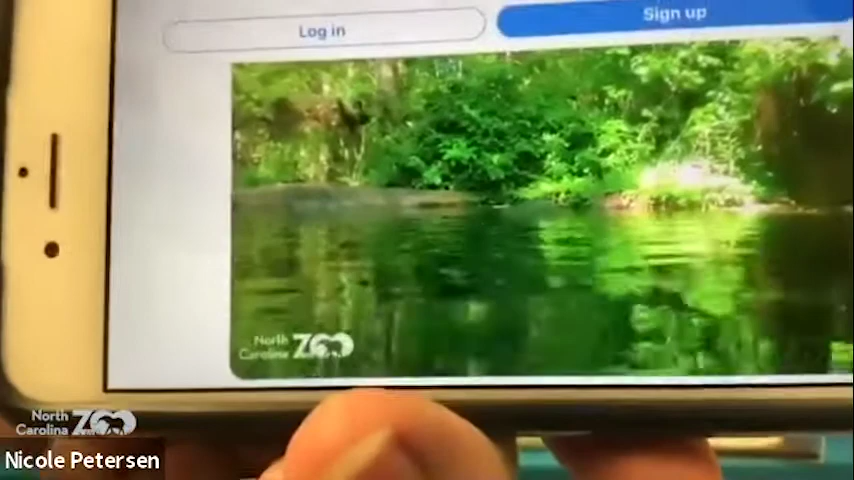 Log in
Sign up
North
Carolina ZOO
North
Carolina ZOO
Nicole Petersen